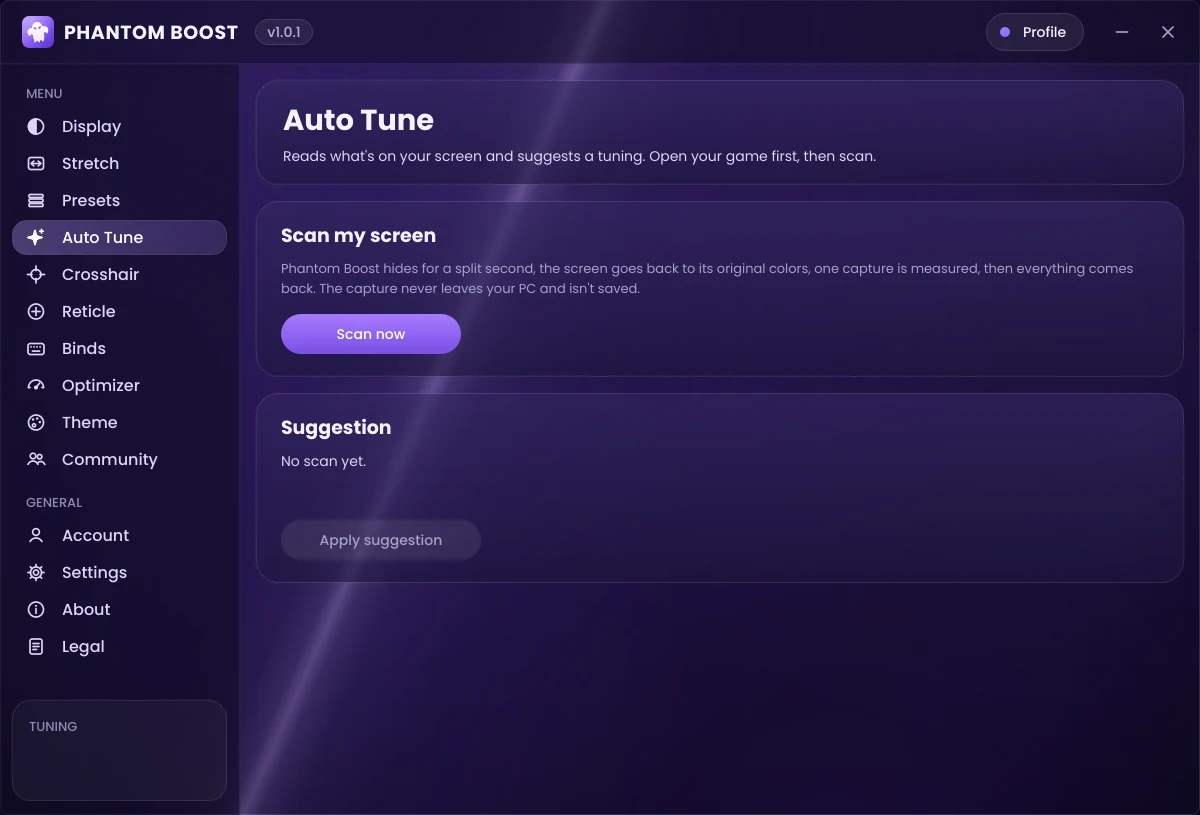 PHANTOM BOOST v1.0.1 Profile
MENU
Display
Stretch
Presets
Auto Tune
Crosshair
Reticle
Binds
Optimizer
Theme
Community
GENERAL
Account
Settings
About
Legal
TUNING
Auto Tune
Reads what's on your screen and suggests a tuning. Open your game first, then scan.
Scan my screen
Phantom Boost hides for a split second, the screen goes back to its original colors, one capture is measured, then everything comes
back. The capture never leaves your PC and isn't saved.
Scan now
Suggestion
No scan yet.
Apply suggestion